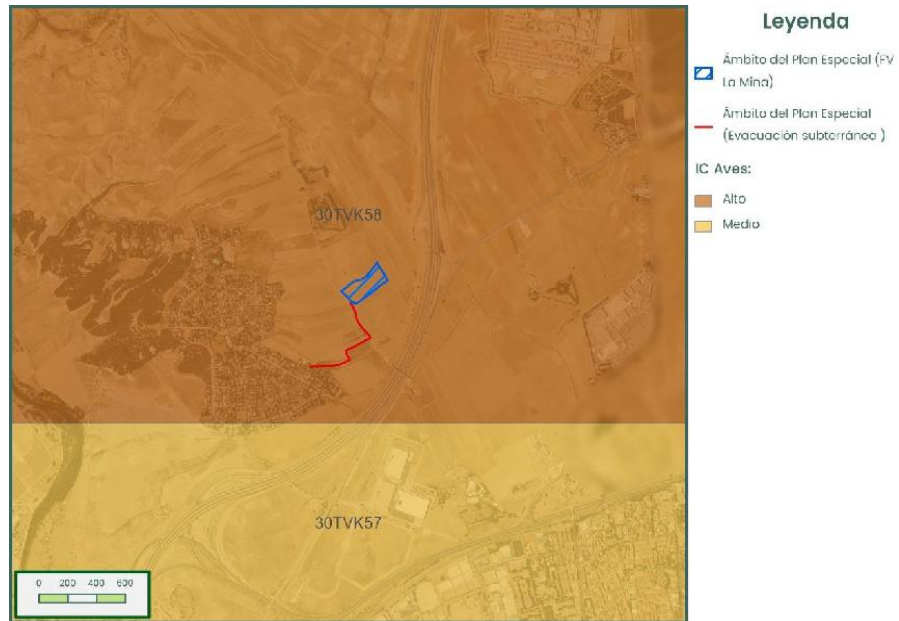 Leyenda
Ámbito del Plan Especial (FV
La Mina)
Ámbito del Plan Especial
(Evacuación subterránea )
IC Aves:
Alto
Medio
30TVK58
30TVK57
0 200 400 600